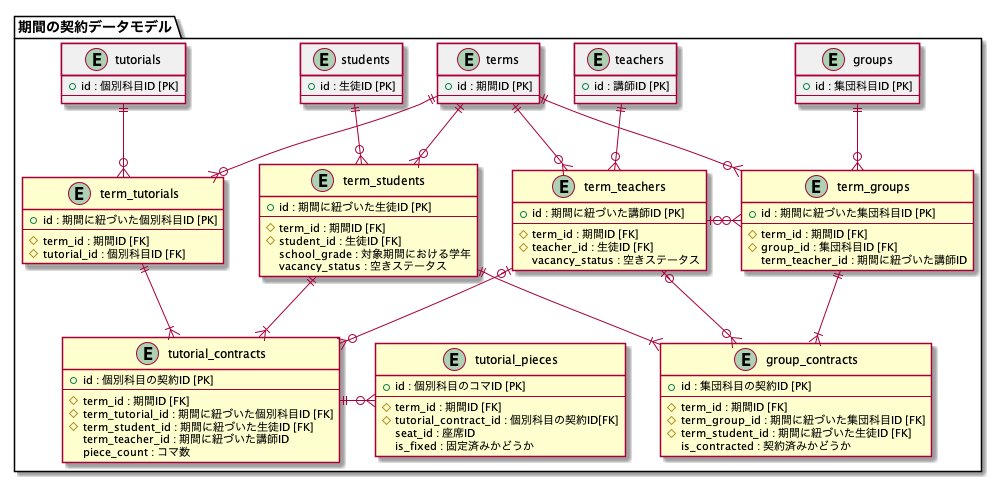 期間の契約データモデル
E tutorials
id : 個別科目ID [PK]
E students
id : 生徒ID [PK]
E terms
id : 期間ID [PK]
E teachers
id : 講師ID [PK]
E groups
id : 集団科目ID [PK]
E term_tutorials
id : 期間に紐づいた個別科目ID [PK]
term_id : 期間ID [FK]
tutorial_id : 個別科目ID [FK]
E term_students
id : 期間に紐づいた生徒ID [PK]
term_id : 期間ID [FK]
student_id : 生徒ID [FK]
school_grade : 対象期間における学年
vacancy_status : 空きステータス
E term_teachers
id : 期間に紐づいた講師ID [PK]
term_id : 期間ID [FK]
teacher_id : 生徒ID [FK]
vacancy_status : 空きステータス
E term_groups
id : 期間に紐づいた集団科目ID [PK]
term_id : 期間ID [FK]
group_id : 集団科目ID [FK]
term_teacher_id : 期間に紐づいた講師ID
E tutorial_contracts
id : 個別科目の契約ID [PK]
term_id : 期間ID [FK]
term_tutorial_id : 期間に紐づいた個別科目ID [FK]
term_student_id : 期間に紐づいた生徒ID [FK]
term_teacher_id : 期間に紐づいた講師ID
piece_count : コマ数
E tutorial_pieces
id : 個別科目のコマID [PK]
term_id : 期間ID [FK]
tutorial_contract_id : 個別科目の契約ID[FK]
seat_id : 座席ID
is_fixed : 固定済みかどうか
E group_contracts
id : 集団科目の契約ID [PK]
term_id : 期間ID [FK]
term_group_id : 期間に紐づいた集団科目ID [FK]
term_student_id : 期間に紐づいた生徒ID [FK]
is_contracted : 契約済みかどうか